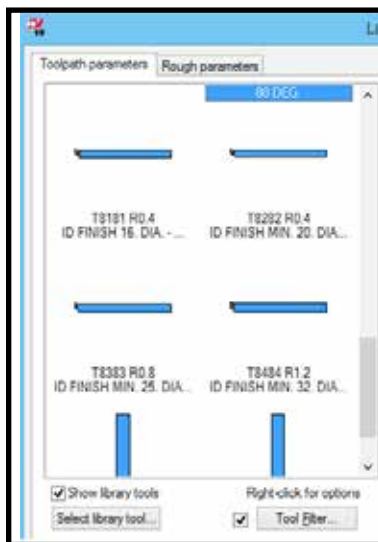 La
Toolpath parameters Rough parameters
80 DEG.
T8181 R0.4 T8282 R0.4
ID FINISH 16. DIA. - ... ID FINISH MIN. 20. DIA...
T8383 R0.8 T8484 R1.2
ID FINISH MIN. 25. DIA... ID FINISH MIN. 32. DIA...
Show library tools Right-click for options
Select library tool... Tool Filter...